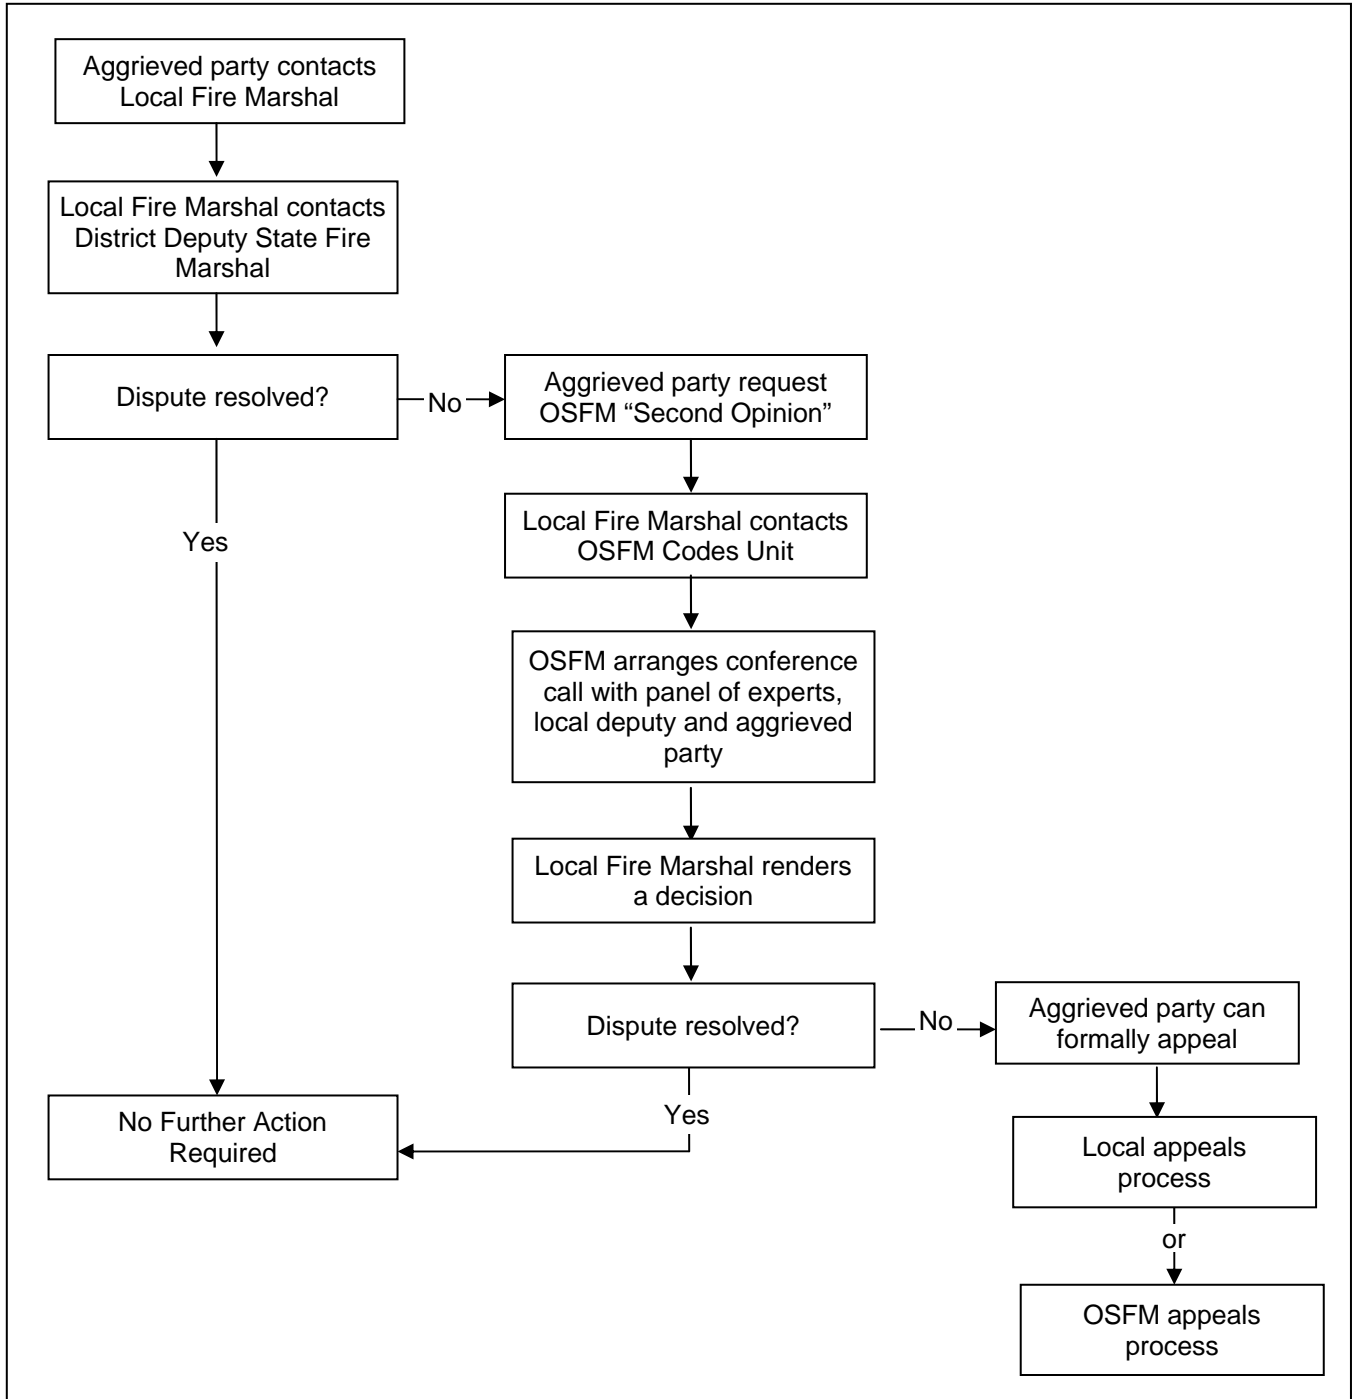 Aggrieved party contacts
Local Fire Marshal
Local Fire Marshal contacts
District Deputy State Fire
Marshal
Dispute resolved?
No
Aggrieved party request
OSFM “Second Opinion”
Local Fire Marshal contacts
OSFM Codes Unit
Yes
OSFM arranges conference
call with panel of experts,
local deputy and aggrieved
party
Local Fire Marshal renders
a decision
Dispute resolved?
No
Aggrieved party can
formally appeal
Yes
No Further Action
Required
Local appeals
process
or
OSFM appeals
process